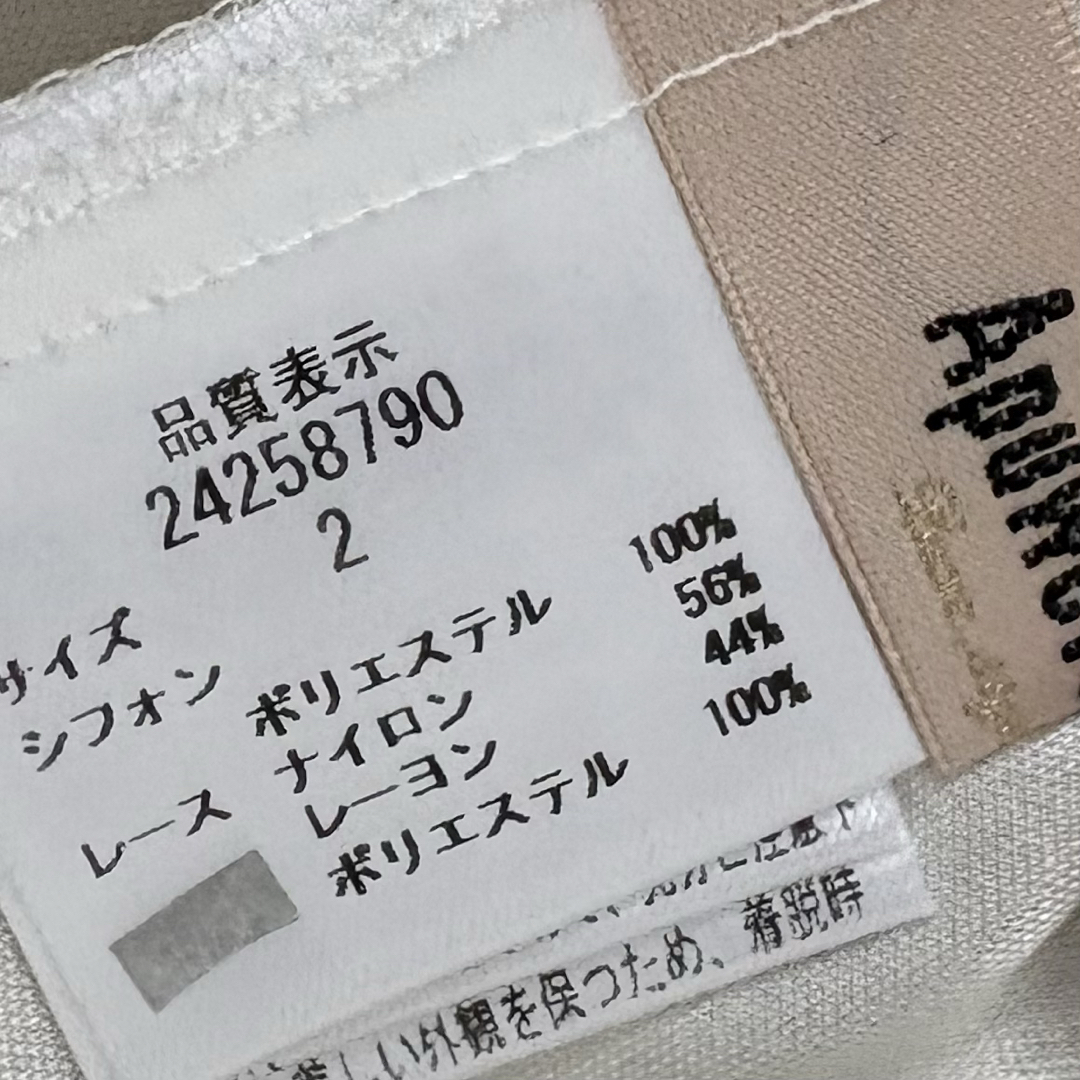 品質表示
24258790
2
サイズ
シフォン ポリエステル 100%
ナイロン 56%
レース レーヨン 44%
ポリエステル 100%
しい外観を保つため、着脱時